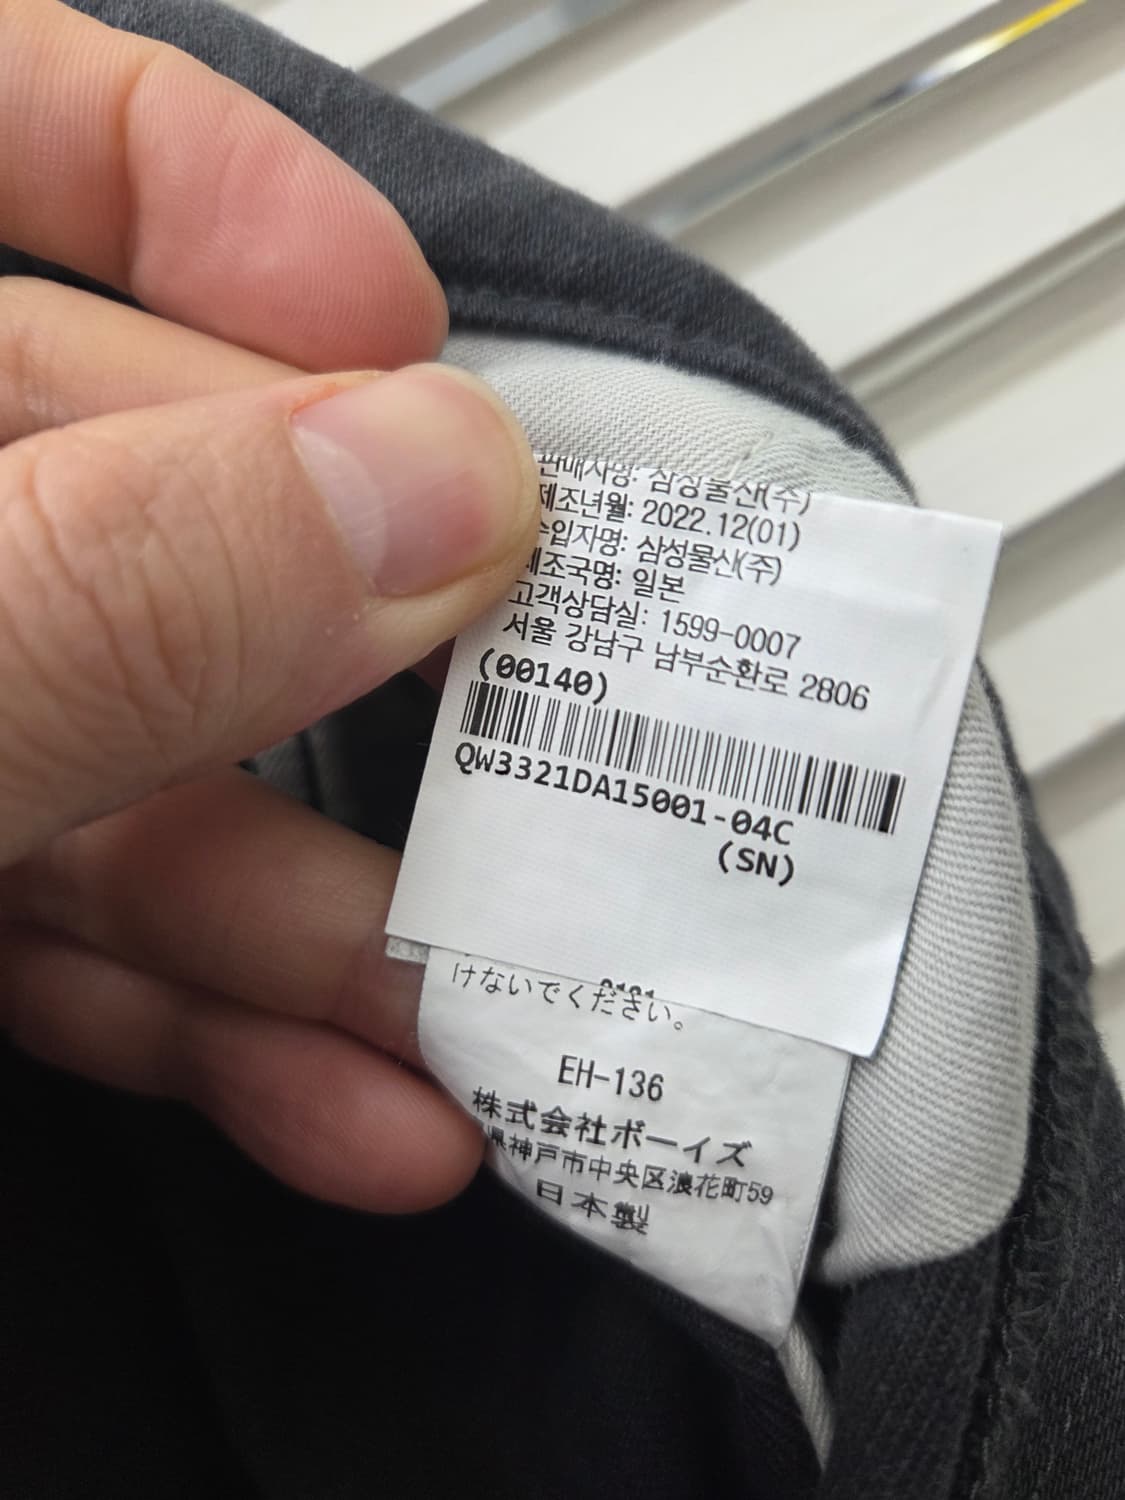 판매자명: 삼성물산(주)
제조년월: 2022.12(01)
수입자명: 삼성물산(주)
제조국명: 일본
고객상담실: 1599-0007
서울 강남구 남부순환로 2806
(00140)
QW3321DA15001-04C
(SN)
けないでください。
EH-136
株式会社ボーイズ
県神戸市中央区浪花町59
日本製